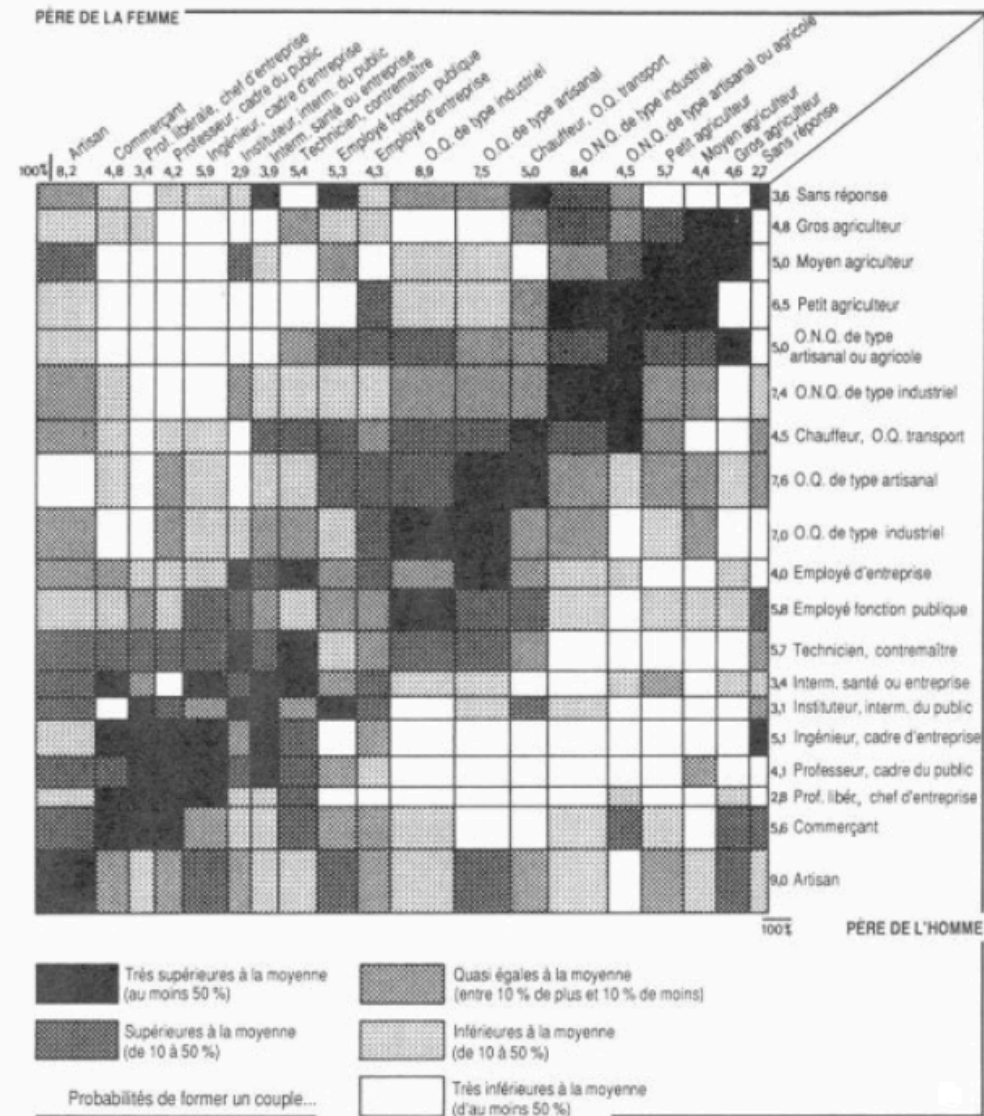 PÈRE DE LA FEMME
Artisan
Commerçant
Prof. libérale, chef d'entreprise
Professeur, cadre du public
Ingénieur, cadre d'entreprise
Instituteur, interm. du public
Interm. santé ou entreprise
Technicien, contremaître
Employé fonction publique
Employé d'entreprise
O.Q. de type industriel
O.Q. de type artisanal
Chauffeur, O.Q. transport
O.N.Q. de type industriel
O.N.Q. de type artisanal ou agricole
Petit agriculteur
Moyen agriculteur
Gros agriculteur
Sans réponse
100% 8,2 4,8 3,4 4,2 5,9 2,9 3,9 5,4 5,3 4,3 8,9 7,5 5,0 8,4 4,5 5,7 4,4 4,6 2,7
3,6 Sans réponse
4,8 Gros agriculteur
5,0 Moyen agriculteur
6,5 Petit agriculteur
5,0 O.N.Q. de type
artisanal ou agricole
7,4 O.N.Q. de type industriel
4,5 Chauffeur, O.Q. transport
7,6 O.Q. de type artisanal
7,0 O.Q. de type industriel
4,0 Employé d'entreprise
5,8 Employé fonction publique
5,7 Technicien, contremaître
3,4 Interm. santé ou entreprise
3,1 Instituteur, interm. du public
5,1 Ingénieur, cadre d'entreprise
4,1 Professeur, cadre du public
2,8 Prof. libér., chef d'entreprise
5,6 Commerçant
9,0 Artisan
100%
PÈRE DE L'HOMME
Très supérieures à la moyenne
(au moins 50 %)
Supérieures à la moyenne
(de 10 à 50 %)
Probabilités de former un couple...
Quasi égales à la moyenne
(entre 10 % de plus et 10 % de moins)
Inférieures à la moyenne
(de 10 à 50 %)
Très inférieures à la moyenne
(d'au moins 50 %)